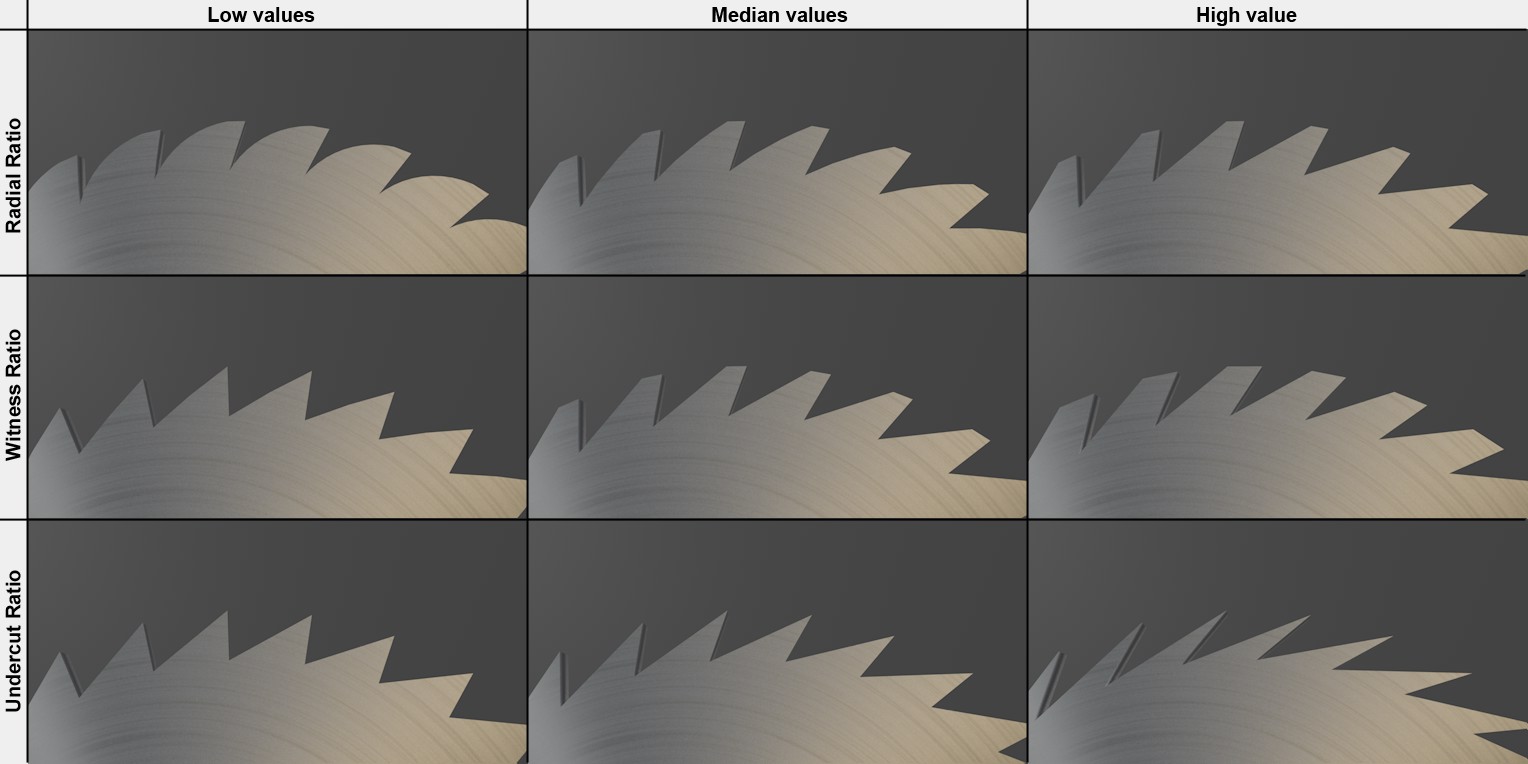 Low values
Median values
High value
Radial Ratio
Witness Ratio
Undercut Ratio